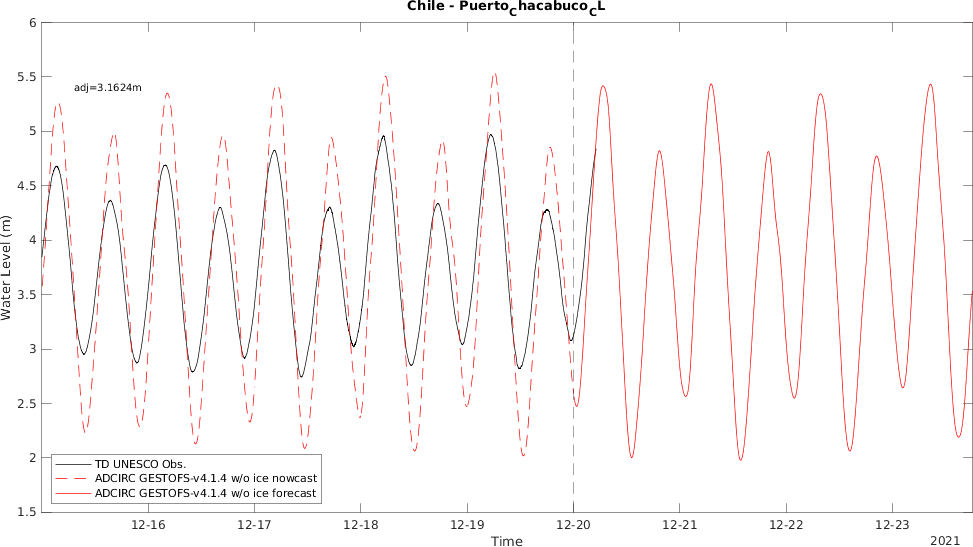 Chile - Puerto_Chacabuco_CL
6
5.5
5
4.5
4
3.5
3
2.5
2
1.5
Water Level (m)
adj=3.1624m
TD UNESCO Obs.
ADCIRC GESTOFS-v4.1.4 w/o ice nowcast
ADCIRC GESTOFS-v4.1.4 w/o ice forecast
12-16 12-17 12-18 12-19 12-20 12-21 12-22 12-23
Time
2021